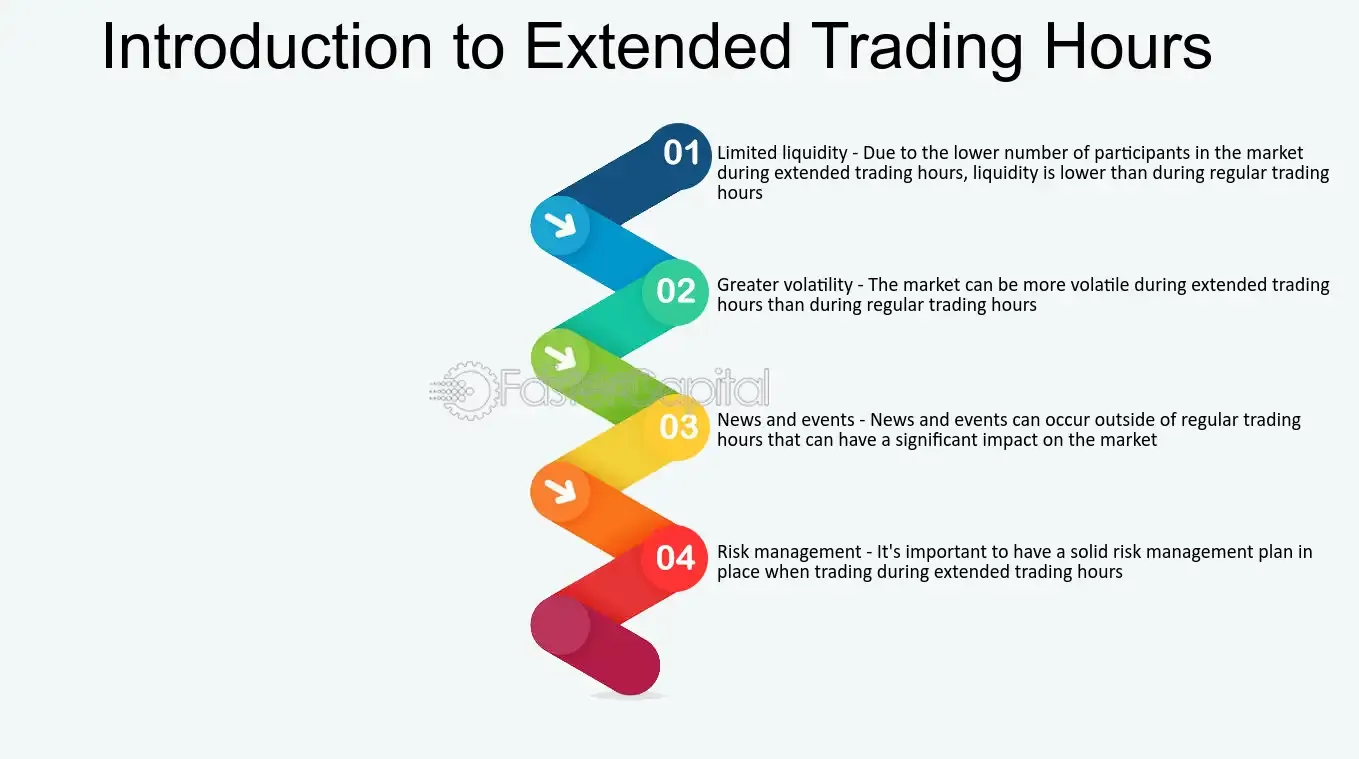 Introduction to Extended Trading Hours
01
Limited liquidity - Due to the lower number of participants in the market
during extended trading hours, liquidity is lower than during regular trading
hours
02
Greater volatility - The market can be more volatile during extended trading
hours than during regular trading hours
FasterCapital
03
News and events - News and events can occur outside of regular trading
hours that can have a significant impact on the market
04
Risk management - It's important to have a solid risk management plan in
place when trading during extended trading hours